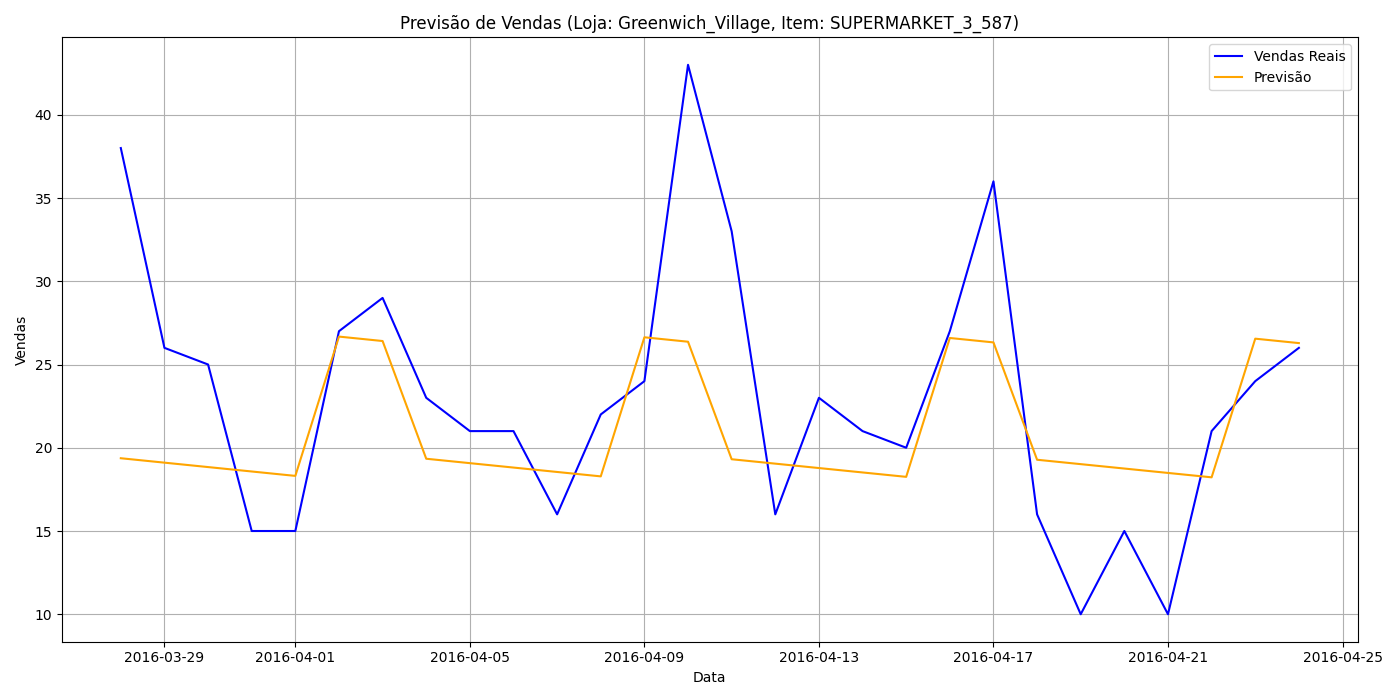 Previsão de Vendas (Loja: Greenwich_Village, Item: SUPERMARKET_3_587)
Vendas Reais
Previsão
Vendas
40
35
30
25
20
15
10
2016-03-29 2016-04-01 2016-04-05 2016-04-09 2016-04-13 2016-04-17 2016-04-21 2016-04-25
Data